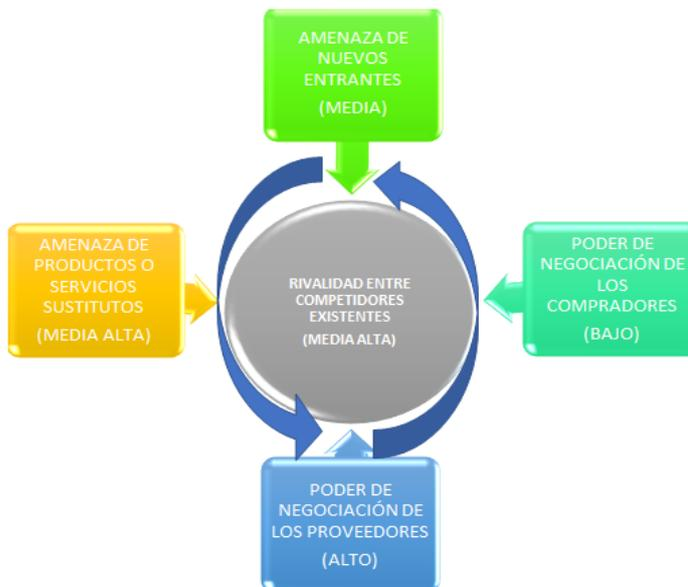 AMENAZA DE
NUEVOS
ENTRANTES
(MEDIA)
AMENAZA DE
PRODUCTOS O
SERVICIOS
SUSTITUTOS
(MEDIA ALTA)
RIVALIDAD ENTRE
COMPETIDORES
EXISTENTES
(MEDIA ALTA)
PODER DE
NEGOCIACIÓN DE
LOS
COMPRADORES
(BAJO)
PODER DE
NEGOCIACIÓN DE
LOS PROVEEDORES
(ALTO)